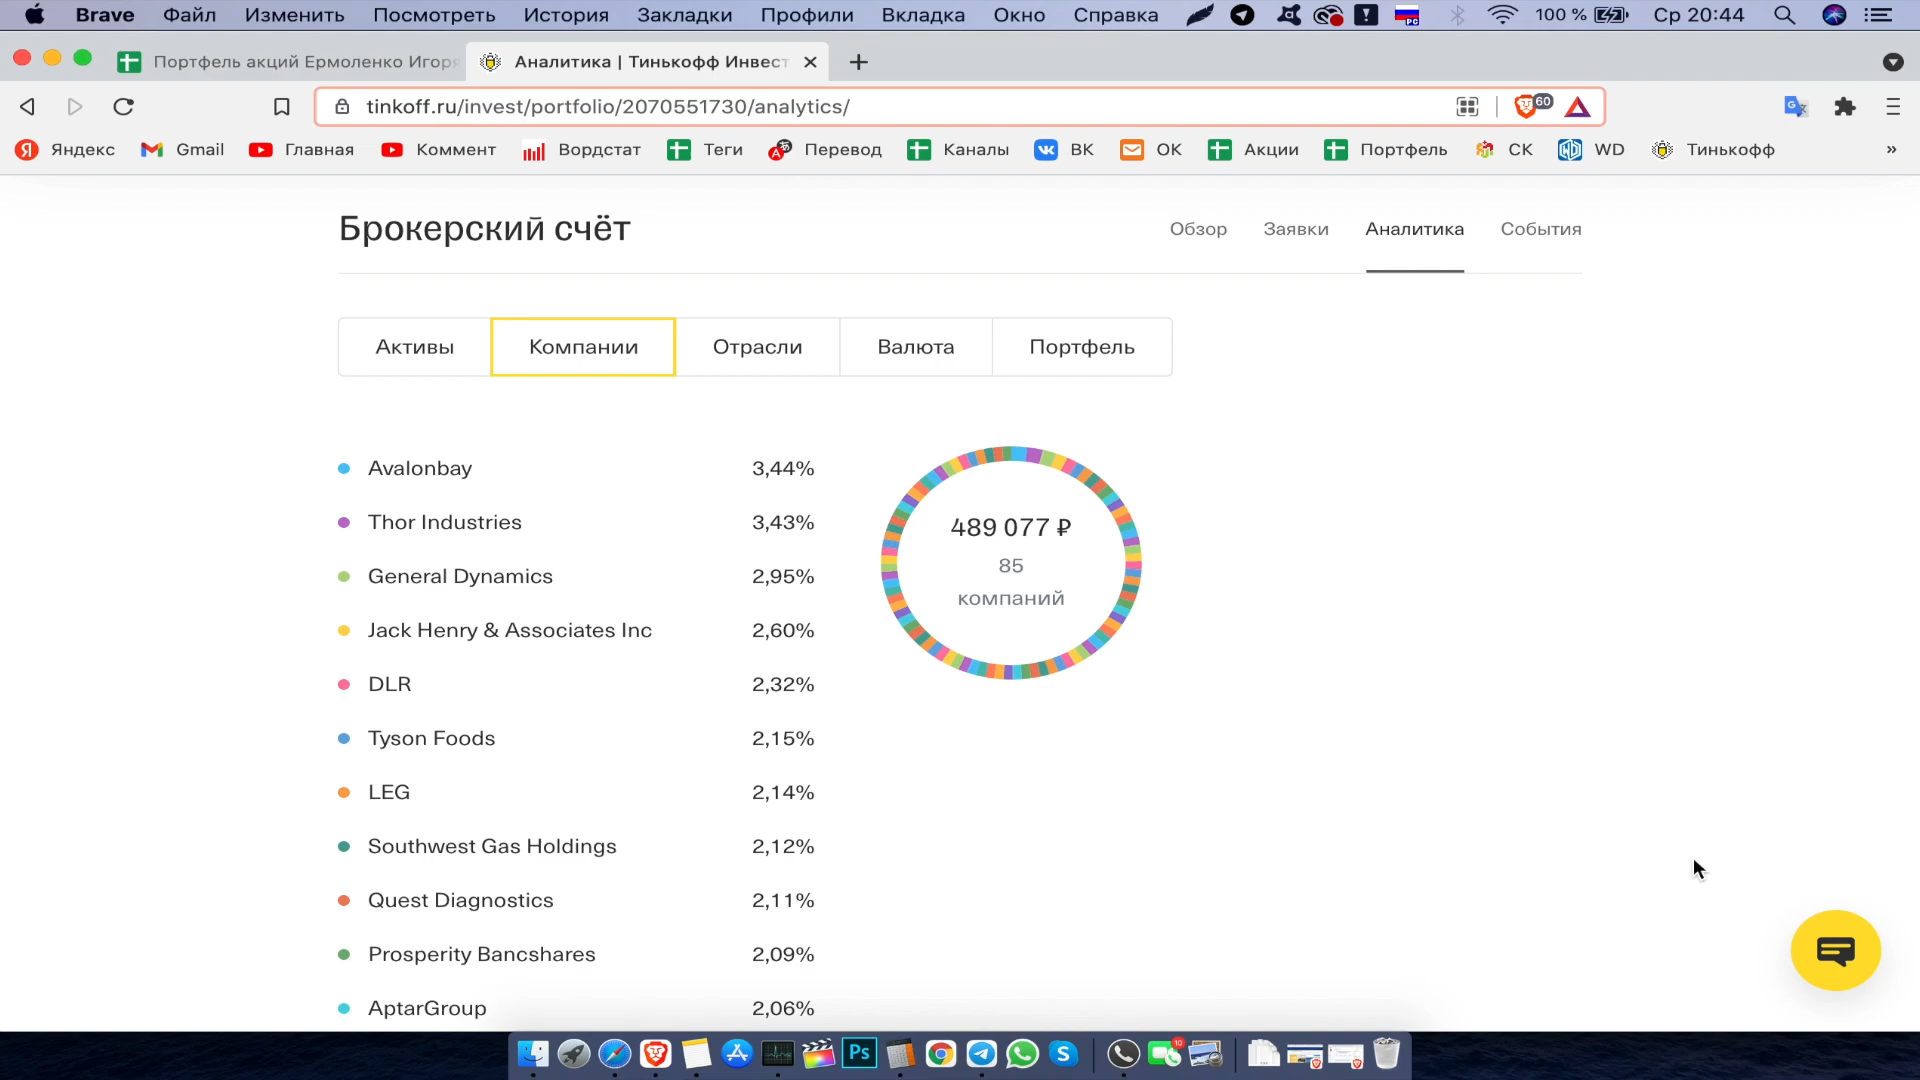 Brave Файл Изменить Посмотреть История Закладки Профили Вкладка Окно Справка РС 100 % Ср 20:44
Портфель акций Ермоленко Игоря Аналитика | Тинькофф Инвест
tinkoff.ru/invest/portfolio/2070551730/analytics/ 60
Яндекс Gmail Главная Коммент Вордстат Теги Перевод Каналы ВК ОК Акции Портфель СК WD Тинькофф »
Брокерский счёт Обзор Заявки Аналитика События
Активы Компании Отрасли Валюта Портфель
Avalonbay 3,44%
Thor Industries 3,43%
General Dynamics 2,95%
Jack Henry & Associates Inc 2,60%
DLR 2,32%
Tyson Foods 2,15%
LEG 2,14%
Southwest Gas Holdings 2,12%
Quest Diagnostics 2,11%
Prosperity Bancshares 2,09%
AptarGroup 2,06%
489 077 ₽
85
компаний
Ps 10